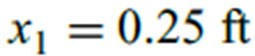 x₁ = 0.25 ft